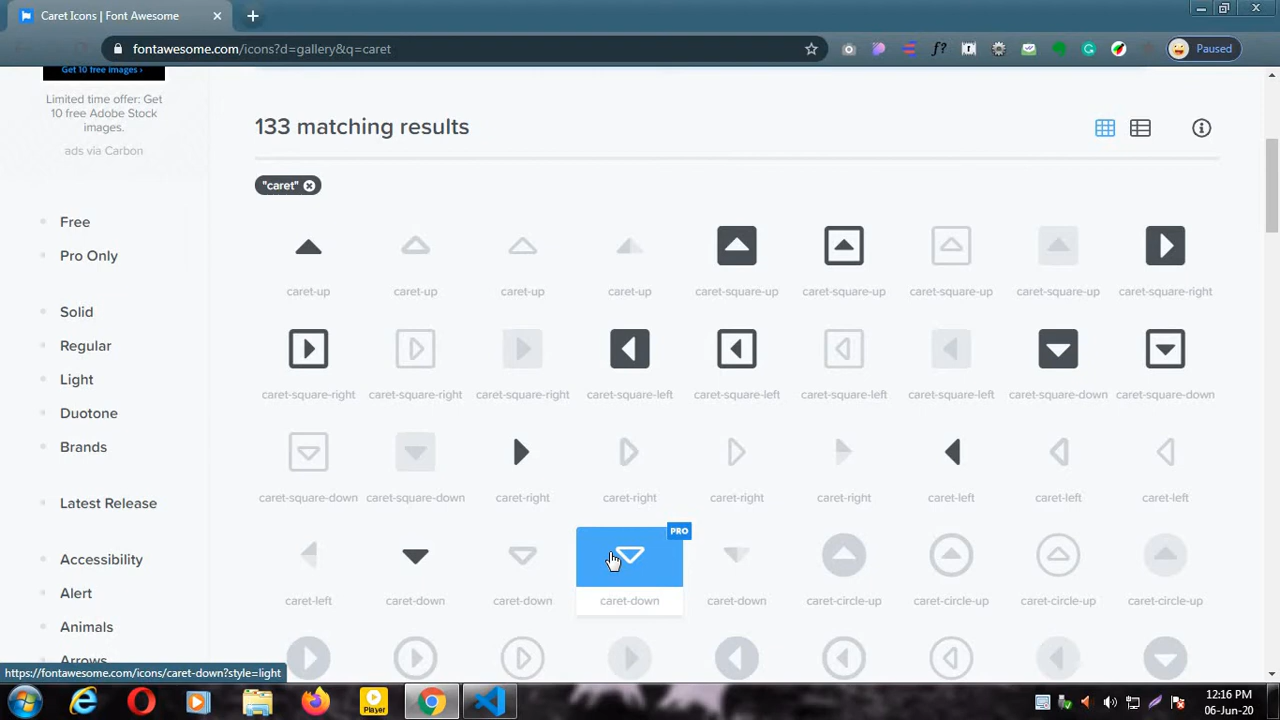 Caret Icons | Font Awesome
fontawesome.com/icons?d=gallery&q=caret
Paused
Get 10 free images ›
Limited time offer: Get
10 free Adobe Stock
images.
ads via Carbon
Free
Pro Only
Solid
Regular
Light
Duotone
Brands
Latest Release
Accessibility
Alert
Animals
Arrows
133 matching results
"caret"
caret-up caret-up caret-up caret-up caret-square-up caret-square-up caret-square-up caret-square-up caret-square-right
caret-square-right caret-square-right caret-square-right caret-square-left caret-square-left caret-square-left caret-square-left caret-square-down caret-square-down
caret-square-down caret-square-down caret-right caret-right caret-right caret-right caret-left caret-left caret-left
PRO
caret-left caret-down caret-down caret-down caret-down caret-circle-up caret-circle-up caret-circle-up caret-circle-up
https://fontawesome.com/icons/caret-down?style=light
Player
12:16 PM
06-Jun-20